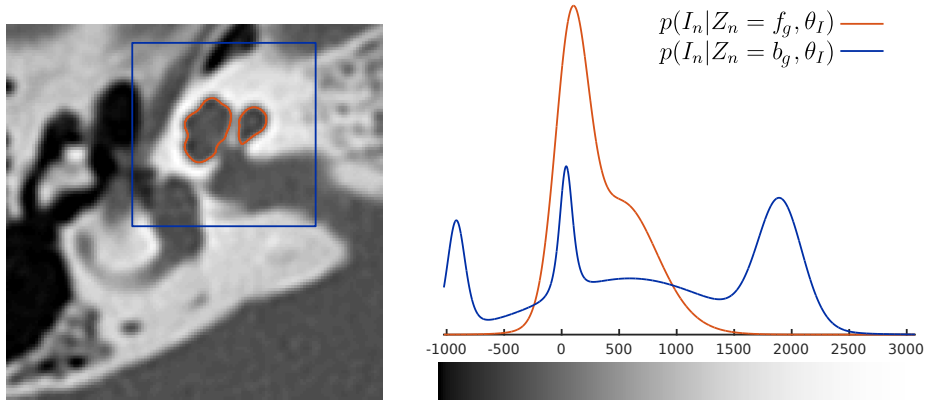 p(I_n|Z_n = f_g, θ_I)
p(I_n|Z_n = b_g, θ_I)
-1000 -500 0 500 1000 1500 2000 2500 3000